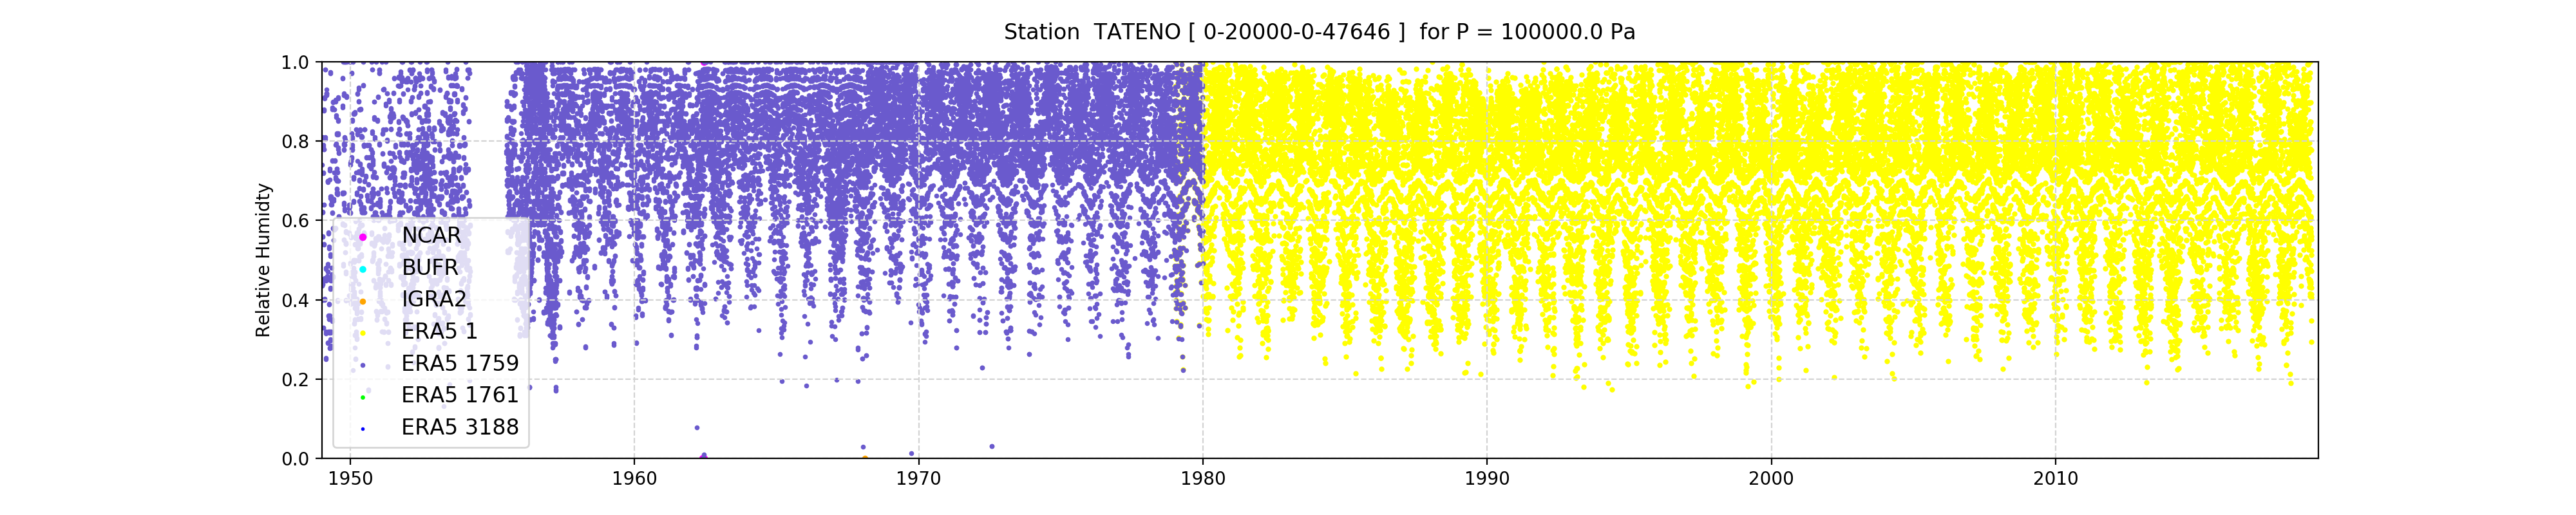 Station TATENO [ 0-20000-0-47646 ] for P = 100000.0 Pa
Relative Humidty
1.0
0.8
0.6
0.4
0.2
0.0
NCAR
BUFR
IGRA2
ERA5 1
ERA5 1759
ERA5 1761
ERA5 3188
1950 1960 1970 1980 1990 2000 2010